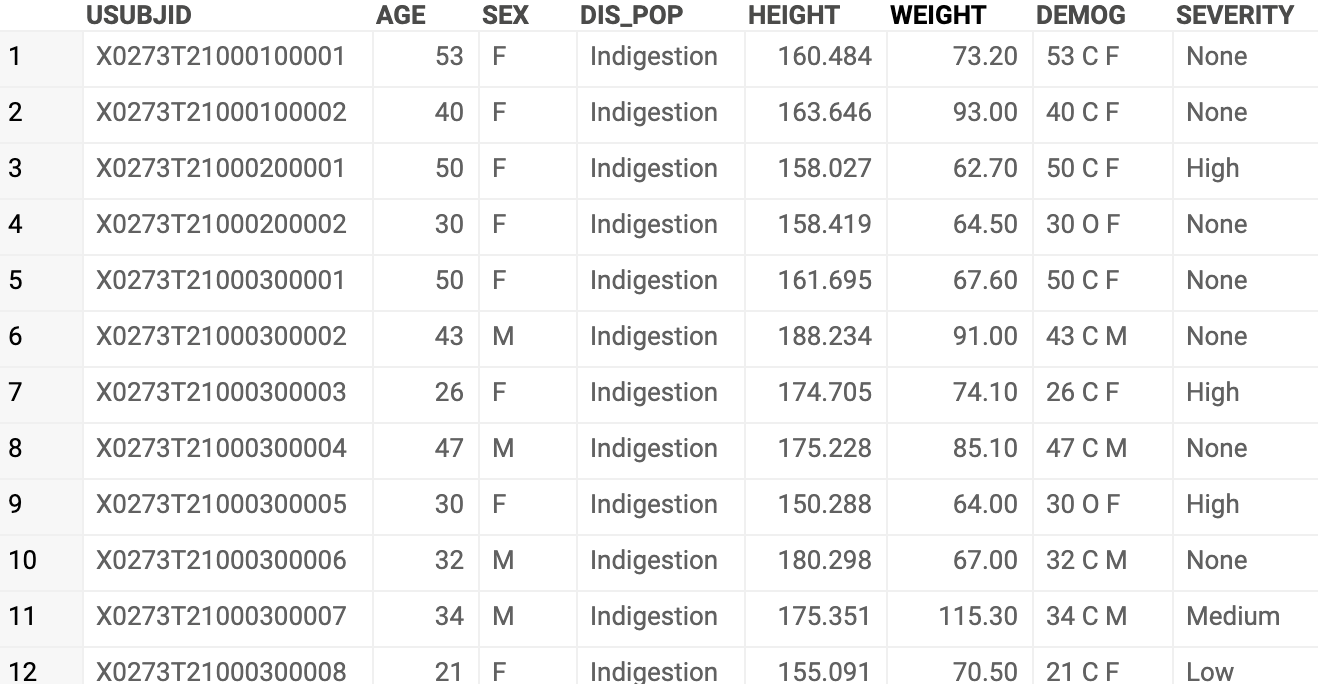 USUBJID AGE SEX DIS_POP HEIGHT WEIGHT DEMOG SEVERITY
1 X0273T21000100001 53 F Indigestion 160.484 73.20 53 C F None
2 X0273T21000100002 40 F Indigestion 163.646 93.00 40 C F None
3 X0273T21000200001 50 F Indigestion 158.027 62.70 50 C F High
4 X0273T21000200002 30 F Indigestion 158.419 64.50 30 O F None
5 X0273T21000300001 50 F Indigestion 161.695 67.60 50 C F None
6 X0273T21000300002 43 M Indigestion 188.234 91.00 43 C M None
7 X0273T21000300003 26 F Indigestion 174.705 74.10 26 C F High
8 X0273T21000300004 47 M Indigestion 175.228 85.10 47 C M None
9 X0273T21000300005 30 F Indigestion 150.288 64.00 30 O F High
10 X0273T21000300006 32 M Indigestion 180.298 67.00 32 C M None
11 X0273T21000300007 34 M Indigestion 175.351 115.30 34 C M Medium
12 X0273T21000300008 21 F Indigestion 155.091 70.50 21 C F Low